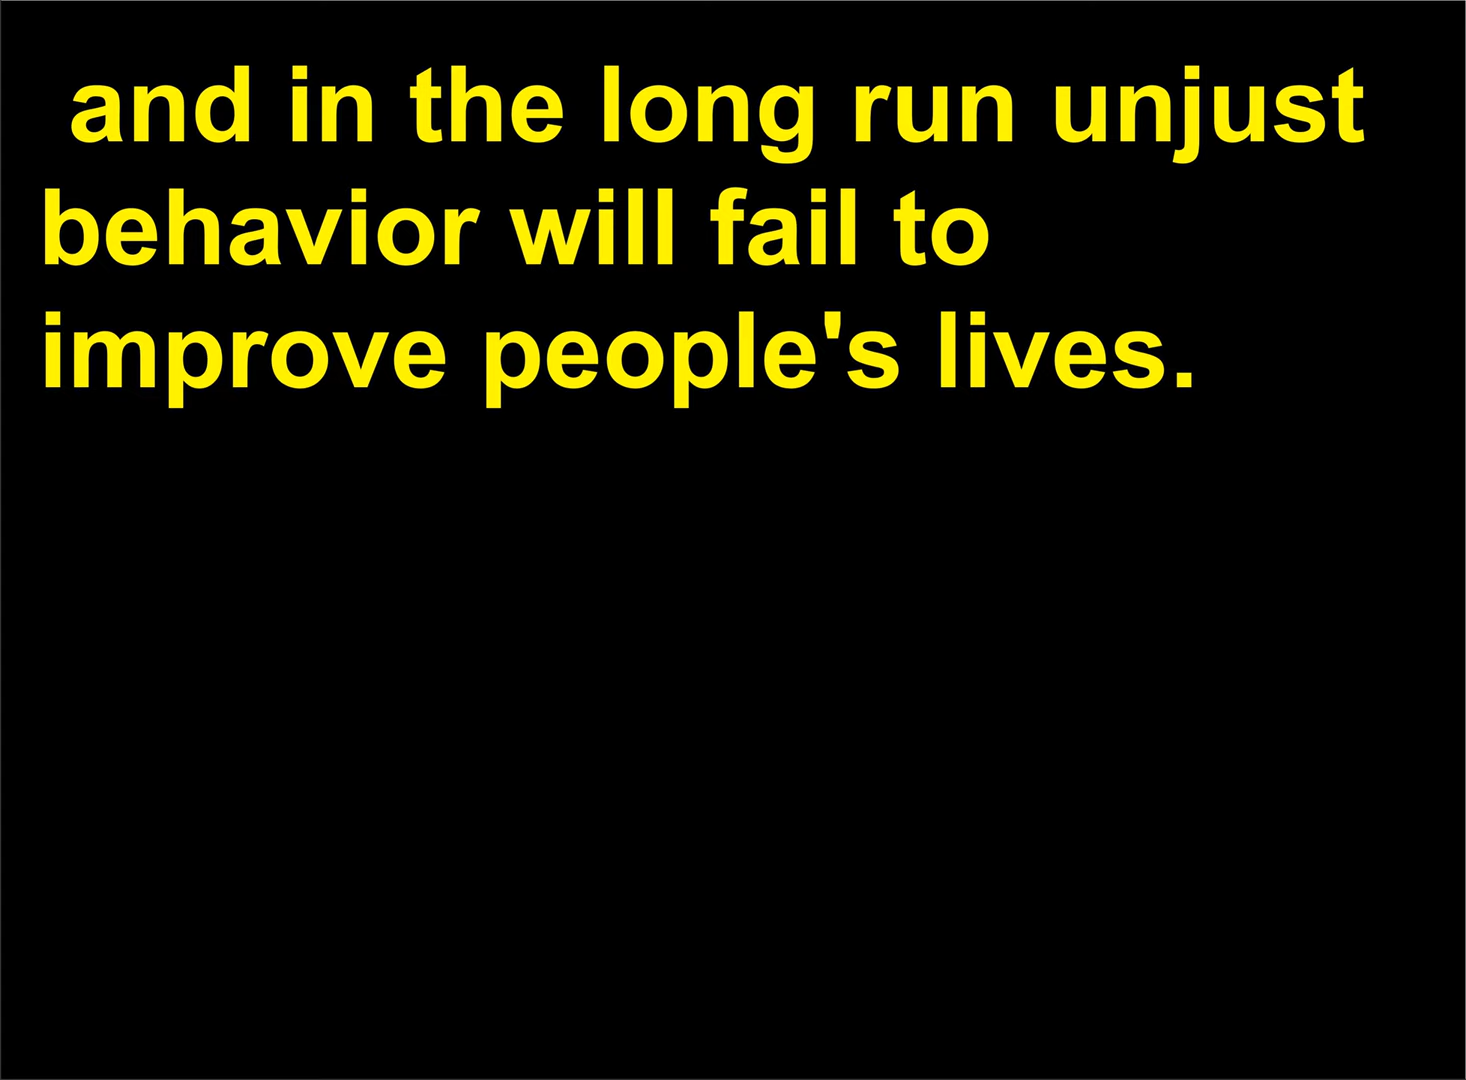 and in the long run unjust
behavior will fail to
improve people's lives.